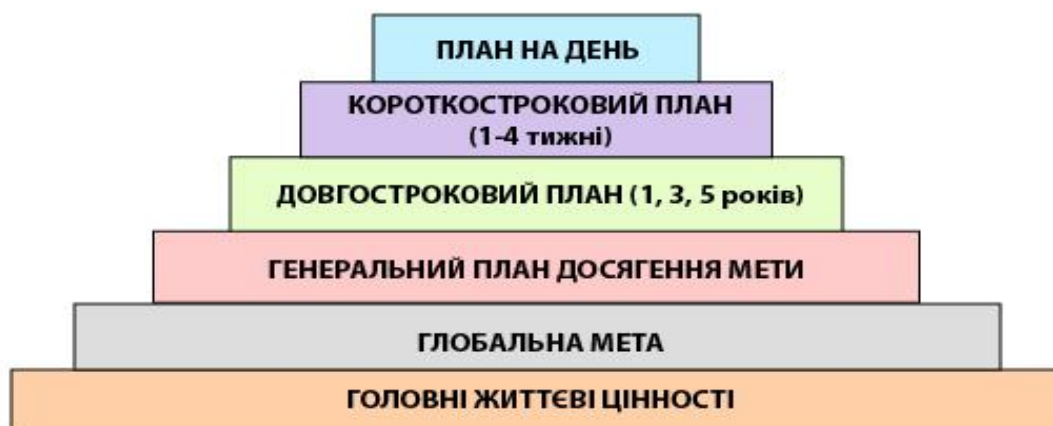 ПЛАН НА ДЕНЬ
КОРОТКОСТРОКОВИЙ ПЛАН
(1-4 тижні)
ДОВГОСТРОКОВИЙ ПЛАН (1, 3, 5 років)
ГЕНЕРАЛЬНИЙ ПЛАН ДОСЯГЕННЯ МЕТИ
ГЛОБАЛЬНА МЕТА
ГОЛОВНІ ЖИТТЄВІ ЦІННОСТІ